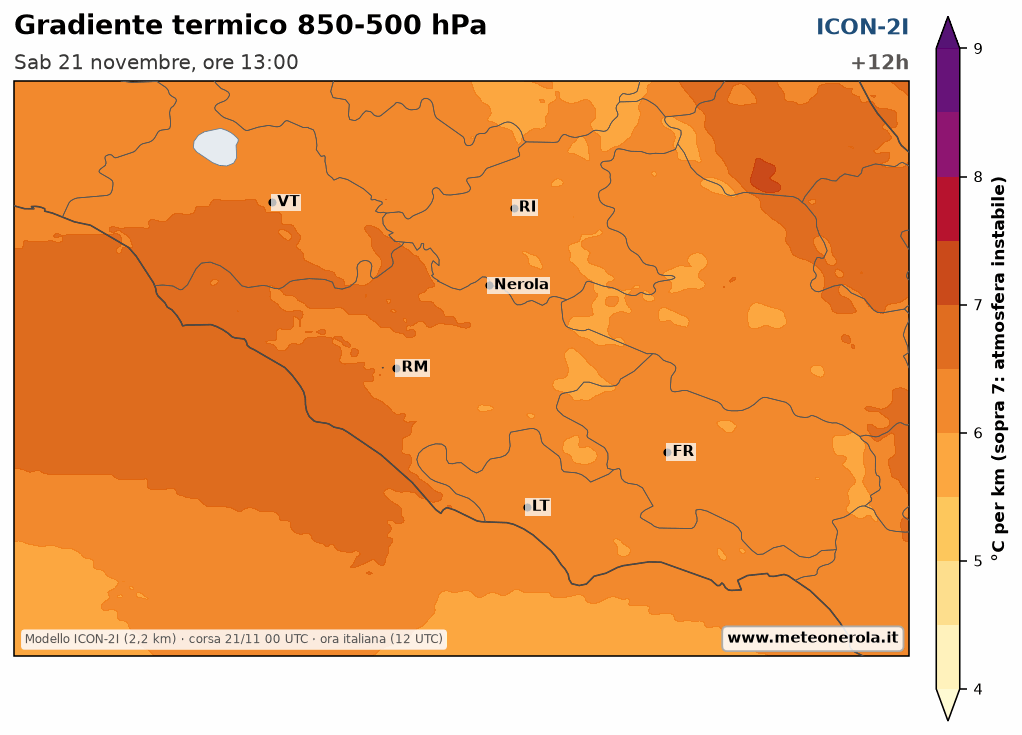 Gradiente termico 850-500 hPa
ICON-2I
Sab 21 novembre, ore 13:00
+12h
VT
RI
Nerola
RM
FR
LT
Modello ICON-2I (2,2 km) · corsa 21/11 00 UTC · ora italiana (12 UTC)
www.meteonerola.it
9
8
7
6
5
4
°C per km (sopra 7: atmosfera instabile)